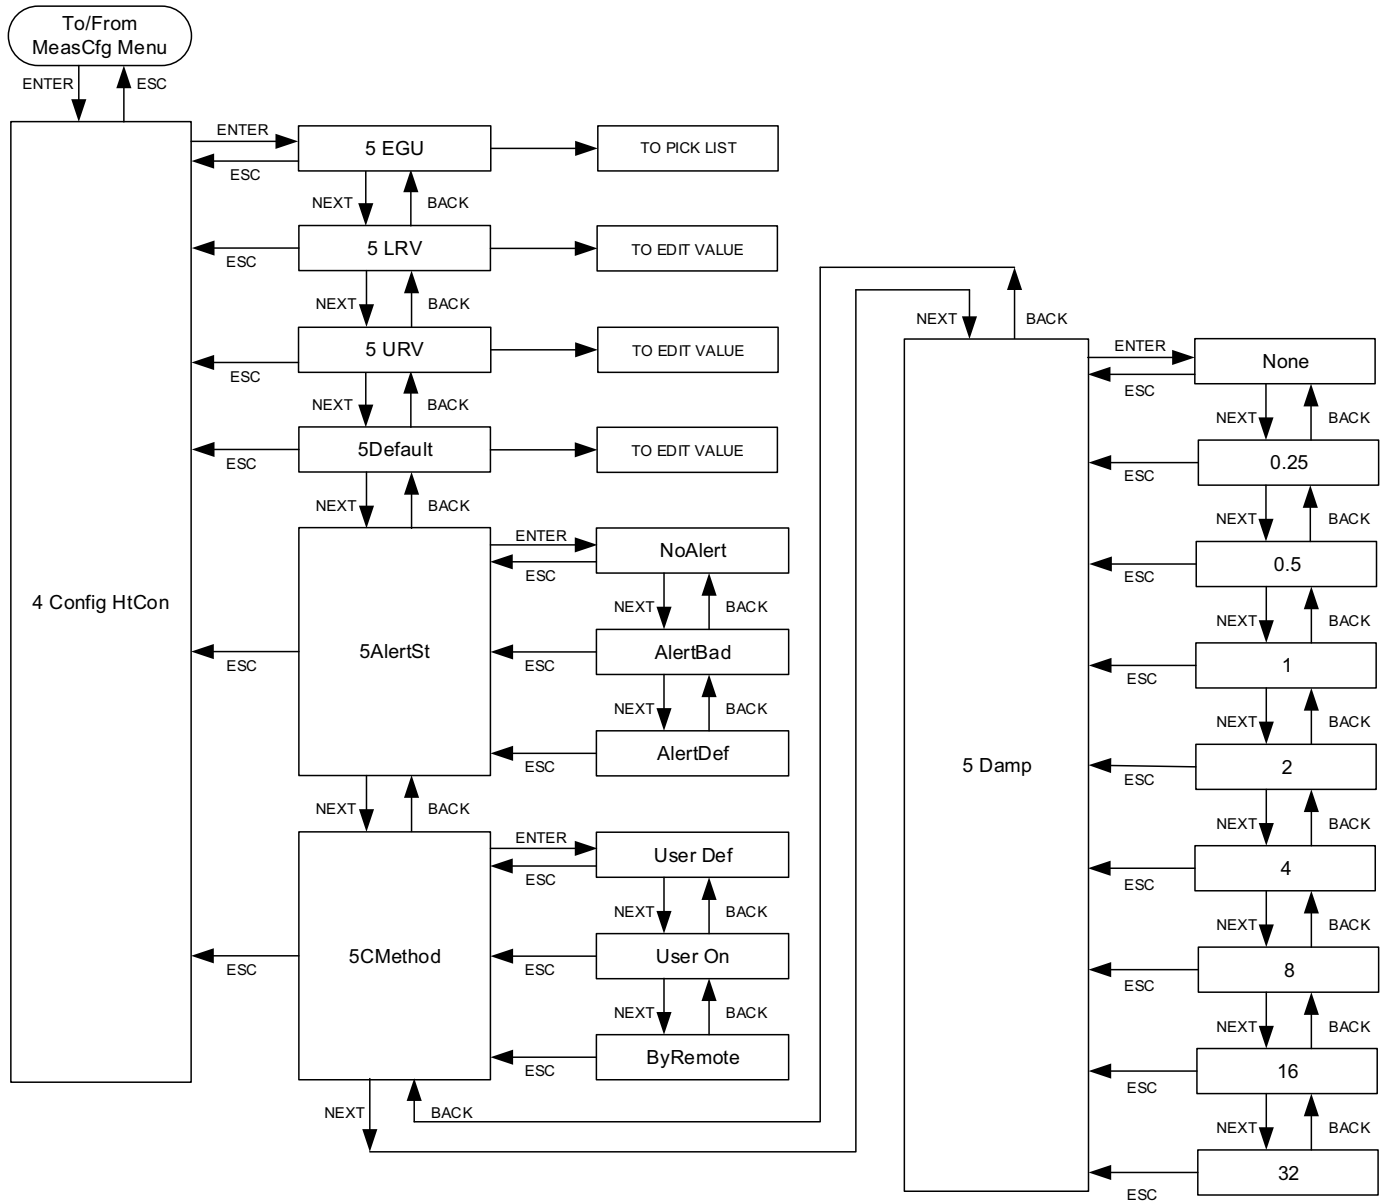 To/From
MeasCfg Menu
ENTER
ESC
4 Config HtCon
ENTER
5 EGU
TO PICK LIST
ESC
NEXT
BACK
5 LRV
TO EDIT VALUE
ESC
NEXT
BACK
5 URV
TO EDIT VALUE
ESC
NEXT
BACK
5Default
TO EDIT VALUE
ESC
NEXT
BACK
5AlertSt
ESC
ENTER
NoAlert
ESC
NEXT
BACK
AlertBad
ESC
NEXT
BACK
AlertDef
ESC
NEXT
BACK
5CMethod
ESC
ENTER
User Def
ESC
NEXT
BACK
User On
ESC
NEXT
BACK
ByRemote
ESC
NEXT
BACK
NEXT
BACK
5 Damp
ENTER
None
ESC
NEXT
BACK
0.25
ESC
NEXT
BACK
0.5
ESC
NEXT
BACK
1
ESC
NEXT
BACK
2
ESC
NEXT
BACK
4
ESC
NEXT
BACK
8
ESC
NEXT
BACK
16
ESC
NEXT
BACK
32
ESC